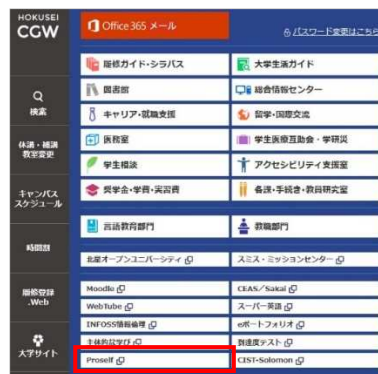 HOKUSEI
CGW
検索
休講・補講
教室変更
キャンパス
スケジュール
時間割
履修登録
.Web
大学サイト
Office365 メール
パスワード変更はこちら
履修ガイド・シラバス
大学生活ガイド
図書館
総合情報センター
キャリア・就職支援
留学・国際交流
医務室
学生医療互助会・学研災
学生相談
アクセシビリティ支援室
奨学金・学費・実習費
各課・手続き・教員研究室
言語教育部門
教職部門
北星オープンユニバーシティ
スミス・ミッションセンター
Moodle
CEAS/Sakai
WebTube
スーパー英語
INFOSS情報倫理
eポートフォリオ
主体的な学び
到達度テスト
Proself
CIST-Solomon